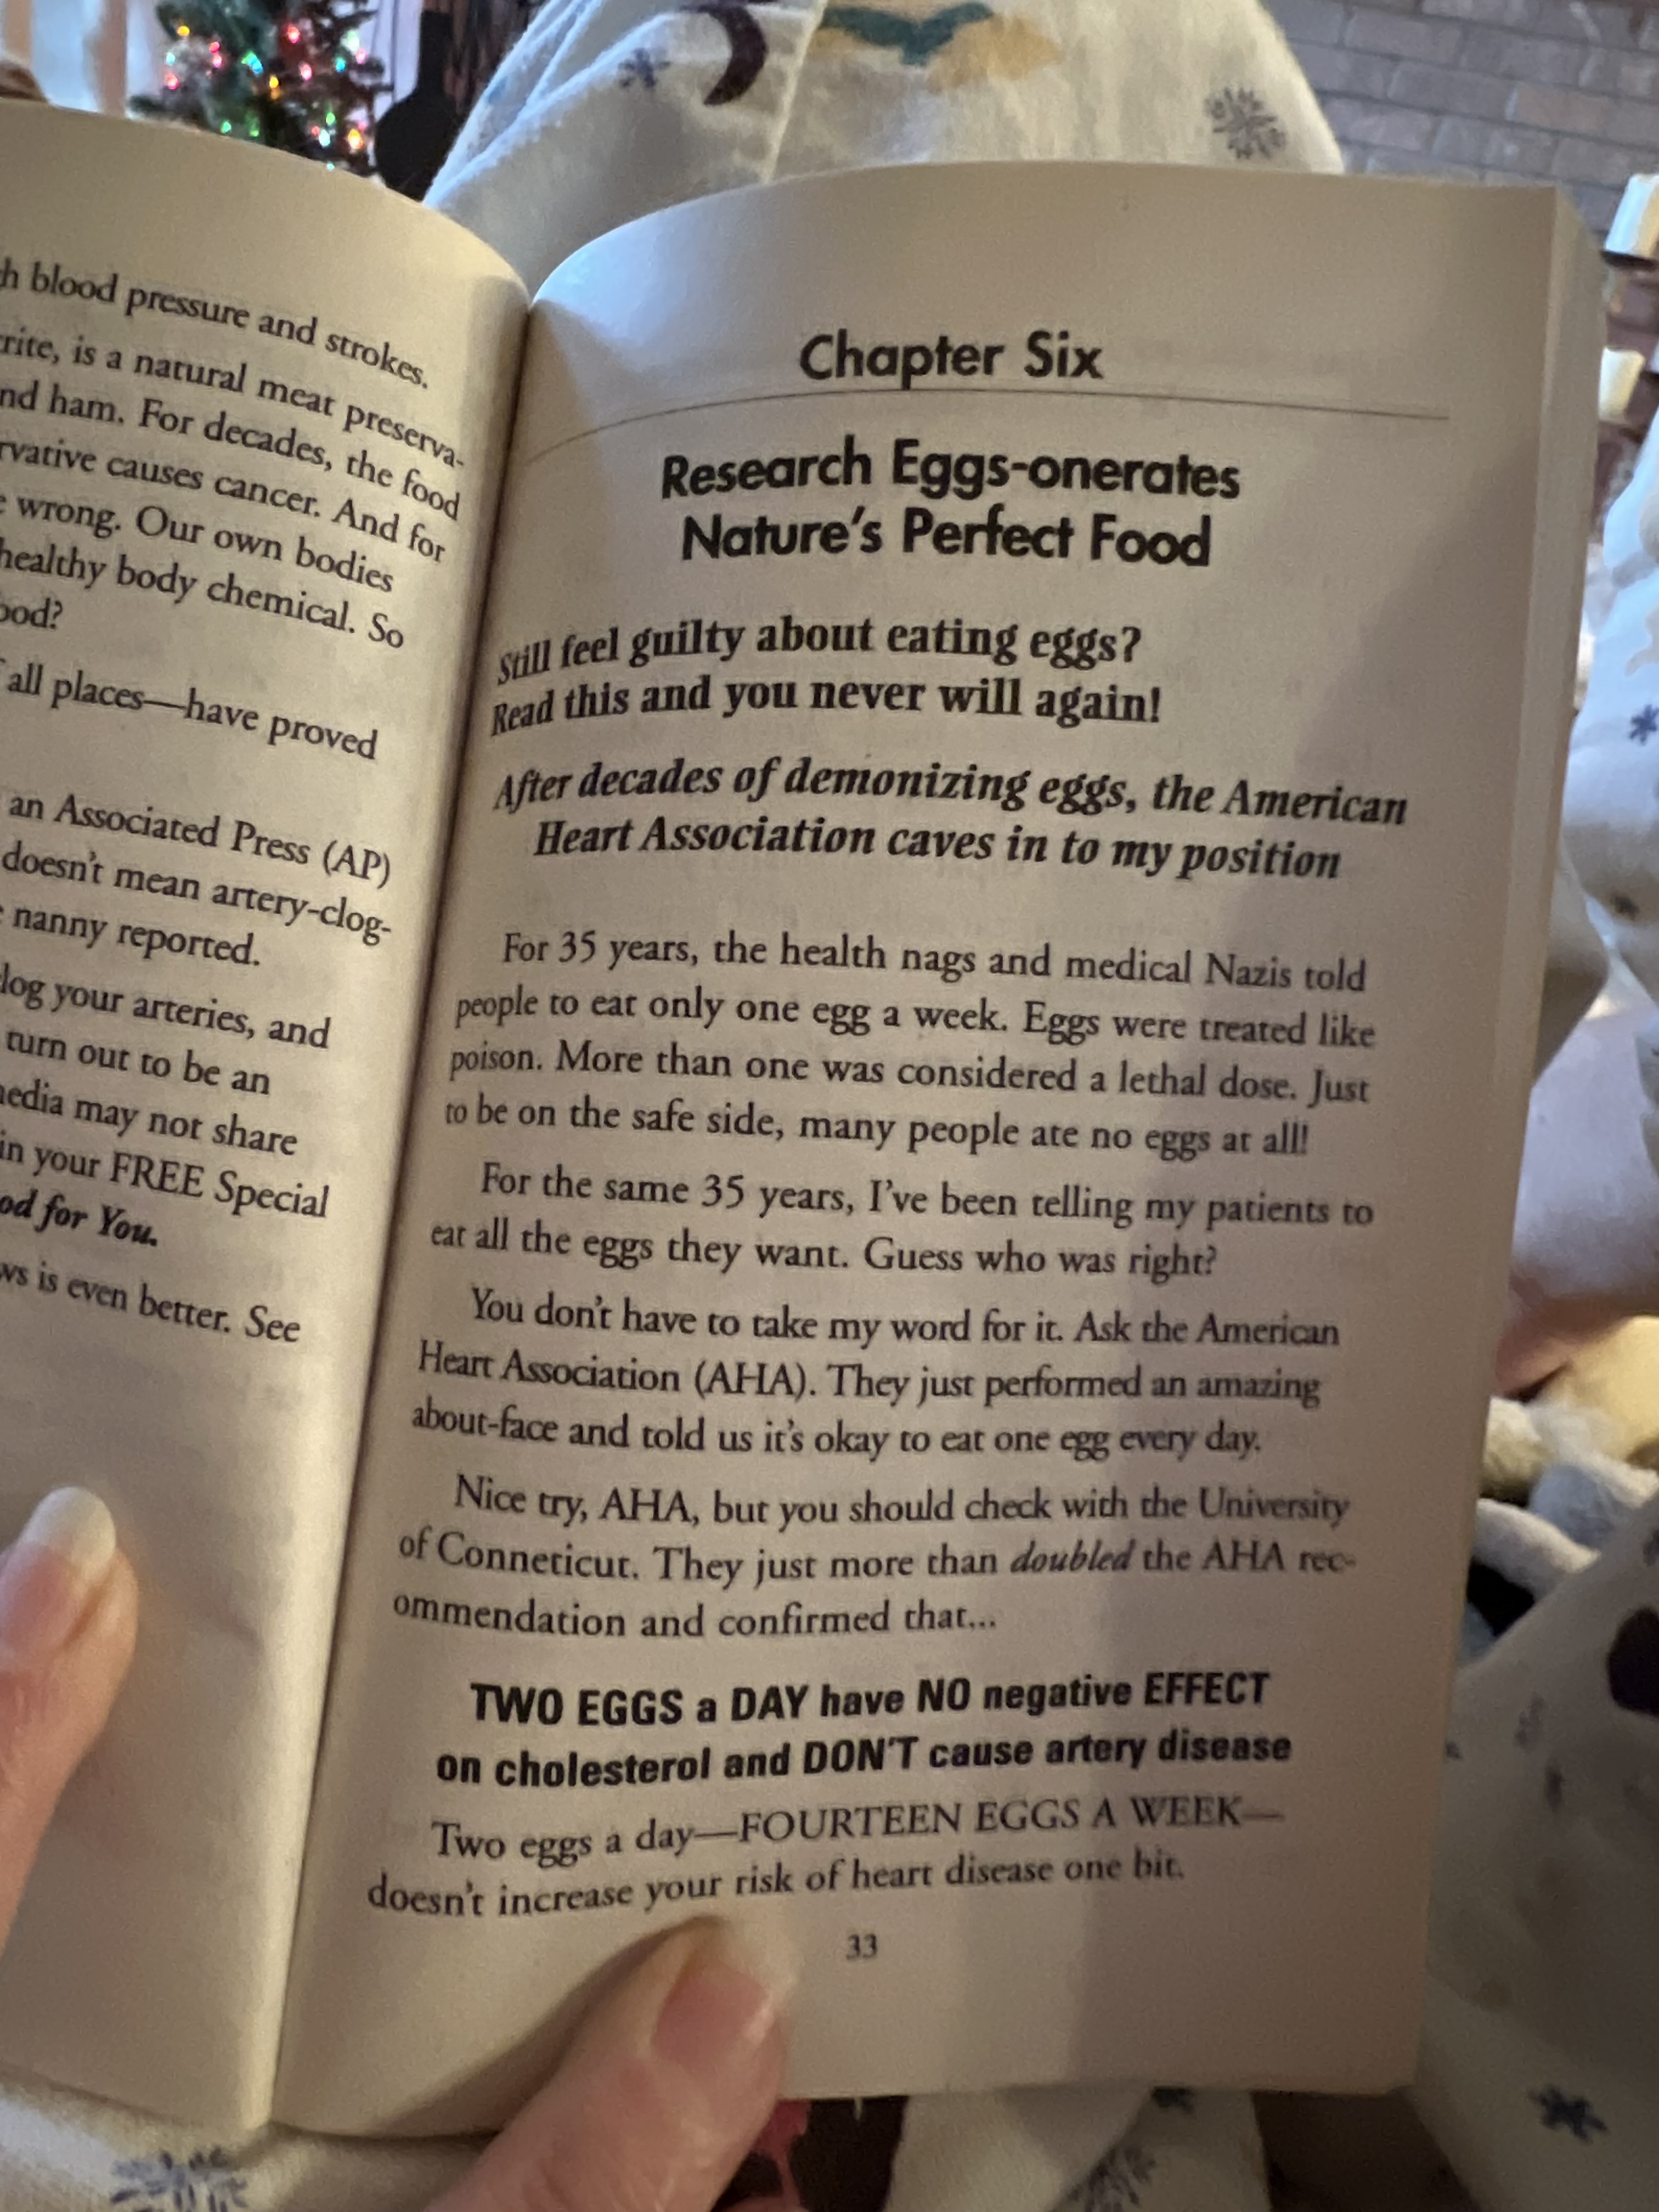 h blood pressure and strokes.
rite, is a natural meat preserva-
nd ham. For decades, the food
rvative causes cancer. And for
e wrong. Our own bodies
healthy body chemical. So
ood?
f all places—have proved
an Associated Press (AP)
doesn't mean artery-clog-
e nanny reported.
log your arteries, and
turn out to be an
nedia may not share
in your FREE Special
od for You.
ws is even better. See
Chapter Six
Research Eggs-onerates
Nature's Perfect Food
Still feel guilty about eating eggs?
Read this and you never will again!
After decades of demonizing eggs, the American
Heart Association caves in to my position
For 35 years, the health nags and medical Nazis told
people to eat only one egg a week. Eggs were treated like
poison. More than one was considered a lethal dose. Just
to be on the safe side, many people ate no eggs at all!
For the same 35 years, I've been telling my patients to
eat all the eggs they want. Guess who was right?
You don't have to take my word for it. Ask the American
Heart Association (AHA). They just performed an amazing
about-face and told us it's okay to eat one egg every day.
Nice try, AHA, but you should check with the University
of Conneticut. They just more than doubled the AHA rec-
ommendation and confirmed that...
TWO EGGS a DAY have NO negative EFFECT
on cholesterol and DON'T cause artery disease
Two eggs a day—FOURTEEN EGGS A WEEK—
doesn't increase your risk of heart disease one bit.
33